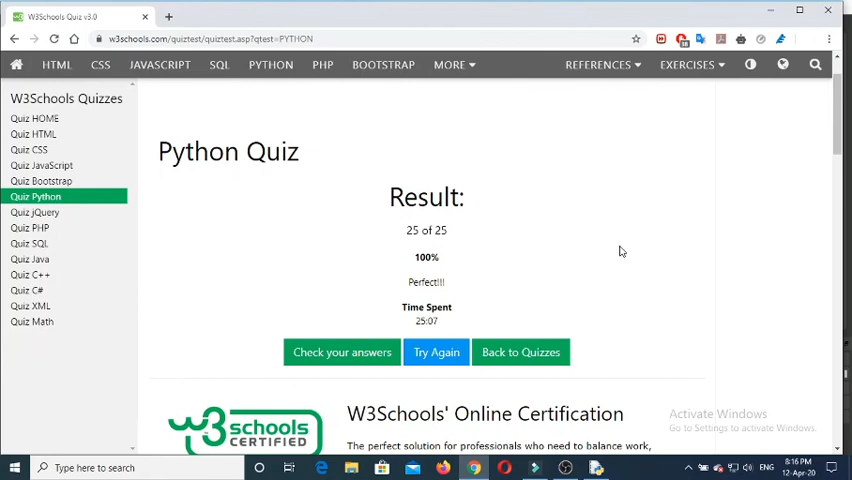 W3Schools Quiz v3.0
w3schools.com/quiztest/quiztest.asp?qtest=PYTHON
HTML CSS JAVASCRIPT SQL PYTHON PHP BOOTSTRAP MORE REFERENCES EXERCISES
W3Schools Quizzes
Quiz HOME
Quiz HTML
Quiz CSS
Quiz JavaScript
Quiz Bootstrap
Quiz Python
Quiz jQuery
Quiz PHP
Quiz SQL
Quiz Java
Quiz C++
Quiz C#
Quiz XML
Quiz Math
Python Quiz
Result:
25 of 25
100%
Perfect!!!
Time Spent
25:07
Check your answers Try Again Back to Quizzes
w3schools
CERTIFIED
W3Schools' Online Certification
The perfect solution for professionals who need to balance work,
Activate Windows
Go to Settings to activate Windows.
Type here to search
ENG
8:16 PM
12-Apr-20